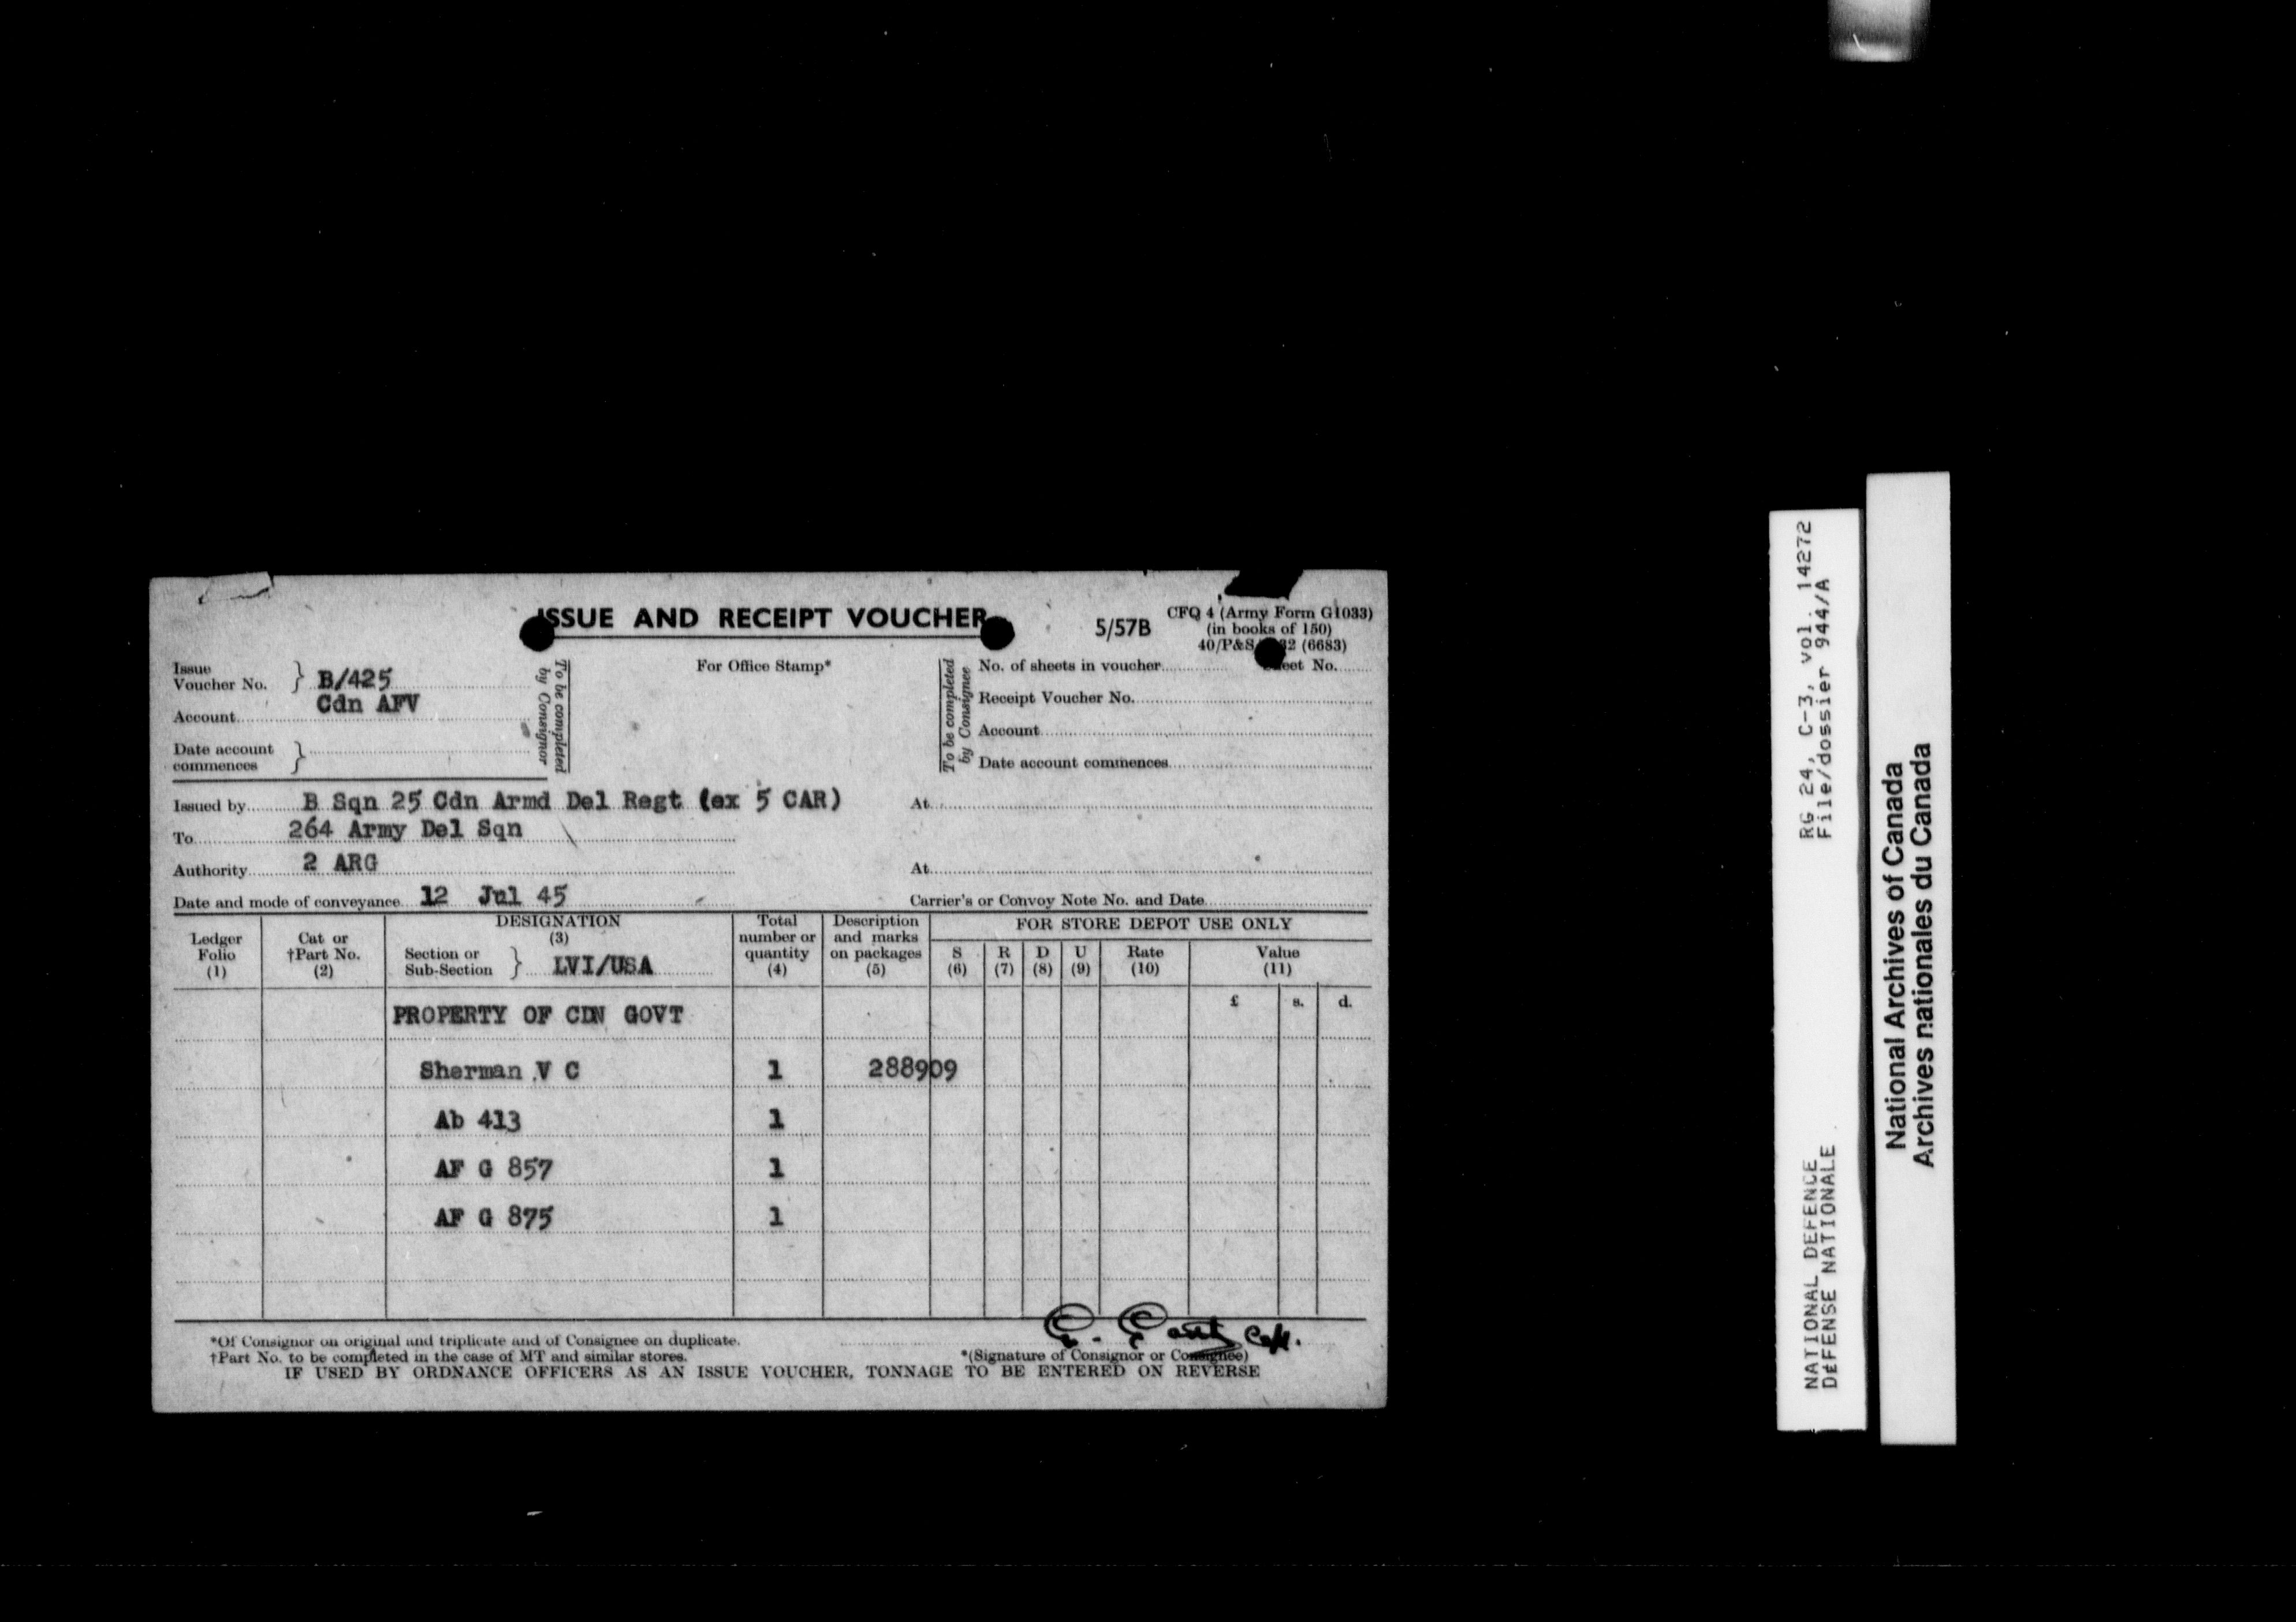 ISSUE AND RECEIPT VOUCHER
5/57B
CFQ 4 (Army Form G1033)
(in books of 150)
40/P&S 32 (6683)
Issue
Voucher No. B/425
Account Cdn AFV
Date account
commences
To be completed
by Consignor
For Office Stamp*
To be completed
by Consignee
No. of sheets in voucher Sheet No.
Receipt Voucher No.
Account
Date account commences
Issued by B Sqn 25 Cdn Armd Del Regt (ex 5 CAR) At
To 264 Army Del Sqn
Authority 2 ARG At
Date and mode of conveyance 12 Jul 45 Carrier's or Convoy Note No. and Date
Ledger
Folio
(1)
Cat or
†Part No.
(2)
DESIGNATION
(3)
Section or
Sub-Section } LVI/USA
Total
number or
quantity
(4)
Description
and marks
on packages
(5)
FOR STORE DEPOT USE ONLY
S
(6)
R
(7)
D
(8)
U
(9)
Rate
(10)
Value
(11)
£ s. d.
PROPERTY OF CDN GOVT
Sherman V C 1 288909
Ab 413 1
AF G 857 1
AF G 875 1
*Of Consignor on original and triplicate and of Consignee on duplicate.
†Part No. to be completed in the case of MT and similar stores.
*(Signature of Consignor or Consignee)
IF USED BY ORDNANCE OFFICERS AS AN ISSUE VOUCHER, TONNAGE TO BE ENTERED ON REVERSE
RG 24, C-3, vol. 14272
File/dossier 944/A
NATIONAL DEFENCE
DÉFENSE NATIONALE
National Archives of Canada
Archives nationales du Canada